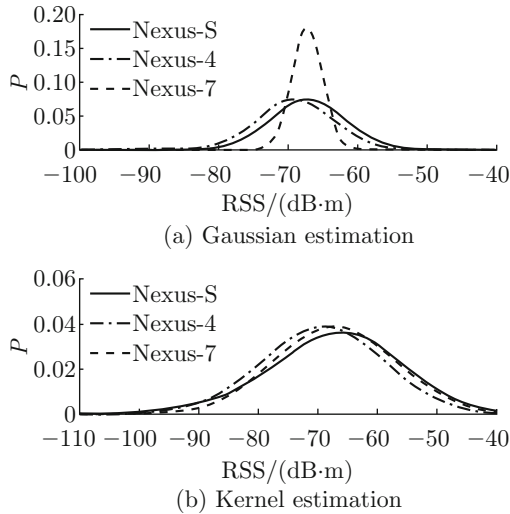 0.20
0.15
0.10
0.05
0
P
Nexus-S
Nexus-4
Nexus-7
−100 −90 −80 −70 −60 −50 −40
RSS/(dB·m)
(a) Gaussian estimation
0.06
0.04
0.02
0
P
Nexus-S
Nexus-4
Nexus-7
−110 −100 −90 −80 −70 −60 −50 −40
RSS/(dB·m)
(b) Kernel estimation